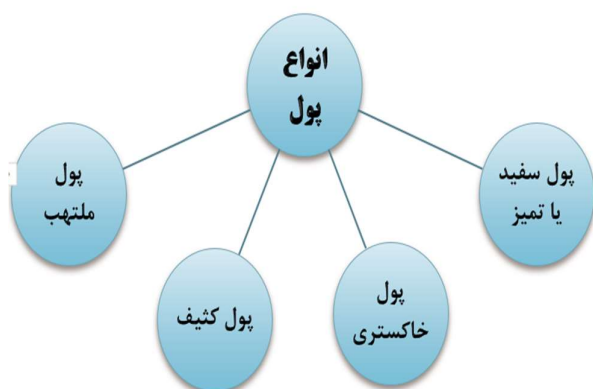 انواع
پول
پول سفید
یا تمیز
پول
خاکستری
پول کثیف
پول
ملتهب